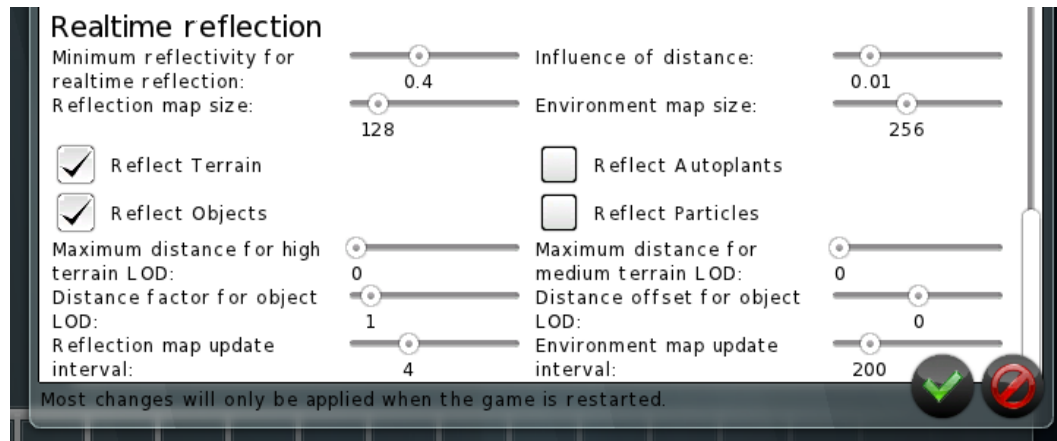 Realtime reflection
Minimum reflectivity for
realtime reflection:
0.4
Influence of distance:
0.01
Reflection map size:
128
Environment map size:
256
Reflect Terrain
Reflect Autoplants
Reflect Objects
Reflect Particles
Maximum distance for high
terrain LOD:
0
Maximum distance for
medium terrain LOD:
0
Distance factor for object
LOD:
1
Distance offset for object
LOD:
0
Reflection map update
interval:
4
Environment map update
interval:
200
Most changes will only be applied when the game is restarted.